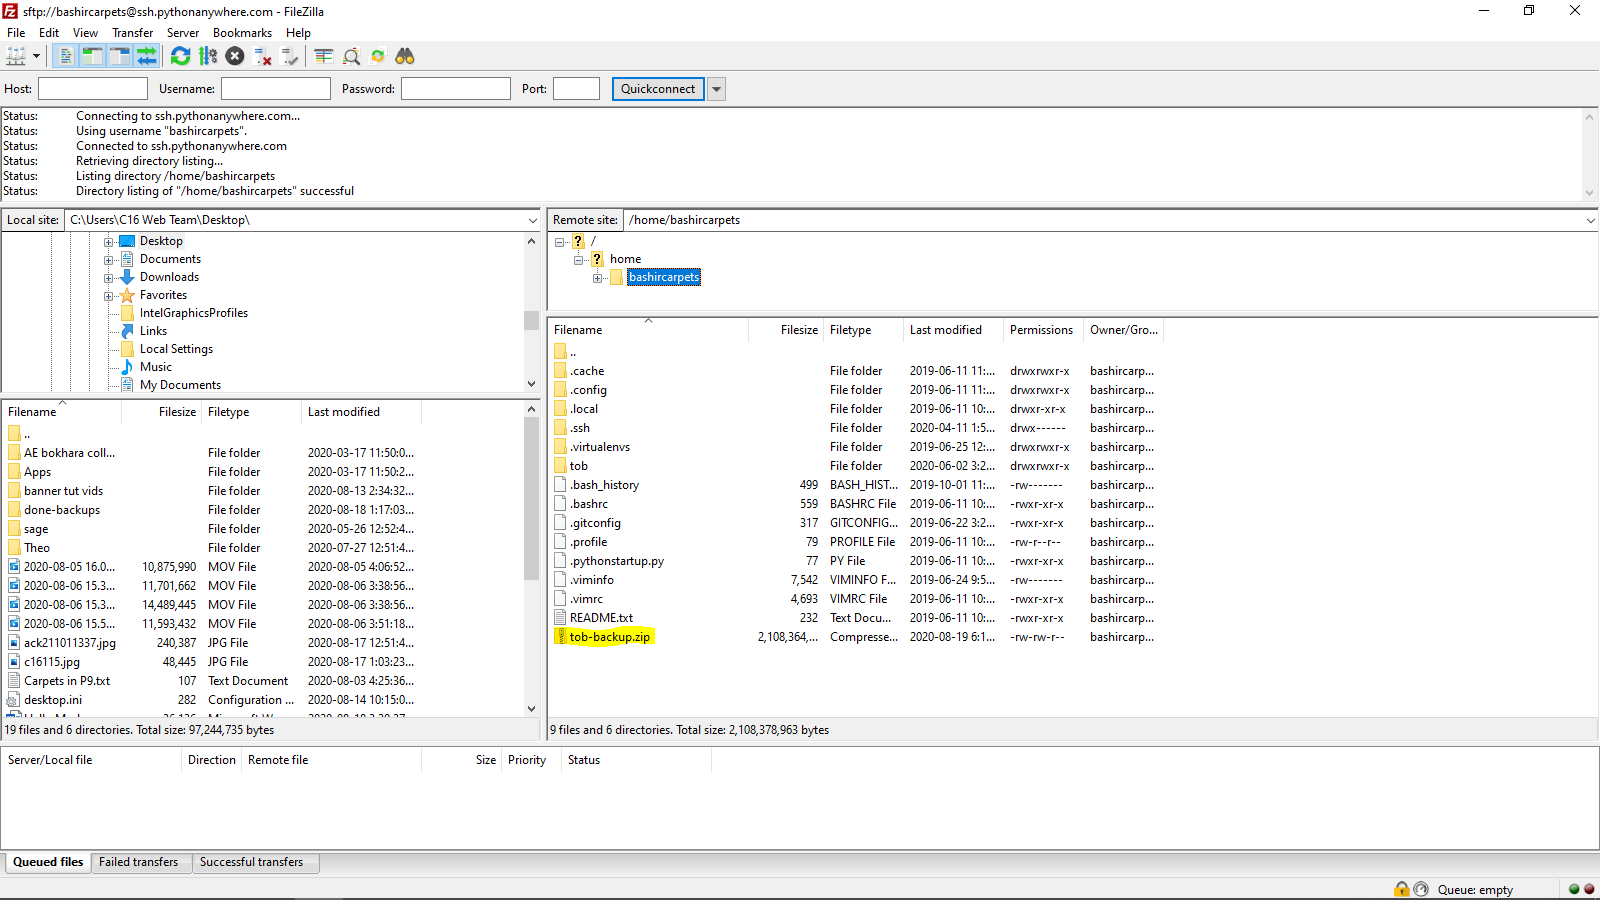 sftp://bashircarpets@ssh.pythonanywhere.com - FileZilla
File Edit View Transfer Server Bookmarks Help
Host: Username: Password: Port: Quickconnect
Status: Connecting to ssh.pythonanywhere.com...
Status: Using username "bashircarpets".
Status: Connected to ssh.pythonanywhere.com
Status: Retrieving directory listing...
Status: Listing directory /home/bashircarpets
Status: Directory listing of "/home/bashircarpets" successful
Local site: C:\Users\C16 Web Team\Desktop\
Desktop
Documents
Downloads
Favorites
IntelGraphicsProfiles
Links
Local Settings
Music
My Documents
Filename Filesize Filetype Last modified
..
AE bokhara coll... File folder 2020-03-17 11:50:0...
Apps File folder 2020-03-17 11:50:2...
banner tut vids File folder 2020-08-13 2:34:32...
done-backups File folder 2020-08-18 1:17:03...
sage File folder 2020-05-26 12:52:4...
Theo File folder 2020-07-27 12:51:4...
2020-08-05 16.0... 10,875,990 MOV File 2020-08-05 4:06:52...
2020-08-06 15.3... 11,701,662 MOV File 2020-08-06 3:38:56...
2020-08-06 15.3... 14,489,445 MOV File 2020-08-06 3:38:56...
2020-08-06 15.5... 11,593,432 MOV File 2020-08-06 3:51:18...
ack211011337.jpg 240,387 JPG File 2020-08-17 12:51:4...
c16115.jpg 48,445 JPG File 2020-08-17 1:03:23...
Carpets in P9.txt 107 Text Document 2020-08-03 4:25:36...
desktop.ini 282 Configuration ... 2020-08-14 10:15:0...
19 files and 6 directories. Total size: 97,244,735 bytes
Remote site: /home/bashircarpets
/
home
bashircarpets
Filename Filesize Filetype Last modified Permissions Owner/Gro...
..
.cache File folder 2019-06-11 11:... drwxrwxr-x bashircarp...
.config File folder 2019-06-11 11:... drwxrwxr-x bashircarp...
.local File folder 2019-06-11 10:... drwxr-xr-x bashircarp...
.ssh File folder 2020-04-11 1:5... drwx------ bashircarp...
.virtualenvs File folder 2019-06-25 12:... drwxrwxr-x bashircarp...
tob File folder 2020-06-02 3:2... drwxrwxr-x bashircarp...
.bash_history 499 BASH_HIST... 2019-10-01 11:... -rw------- bashircarp...
.bashrc 559 BASHRC File 2019-06-11 10:... -rwxr-xr-x bashircarp...
.gitconfig 317 GITCONFIG... 2019-06-22 3:2... -rwxr-xr-x bashircarp...
.profile 79 PROFILE File 2019-06-11 10:... -rw-r--r-- bashircarp...
.pythonstartup.py 77 PY File 2019-06-11 10:... -rwxr-xr-x bashircarp...
.viminfo 7,542 VIMINFO F... 2019-06-24 9:5... -rw------- bashircarp...
.vimrc 4,693 VIMRC File 2019-06-11 10:... -rwxr-xr-x bashircarp...
README.txt 232 Text Docu... 2019-06-11 10:... -rwxr-xr-x bashircarp...
tob-backup.zip 2,108,364,... Compresse... 2020-08-19 6:1... -rw-rw-r-- bashircarp...
9 files and 6 directories. Total size: 2,108,378,963 bytes
Server/Local file Direction Remote file Size Priority Status
Queued files Failed transfers Successful transfers
Queue: empty